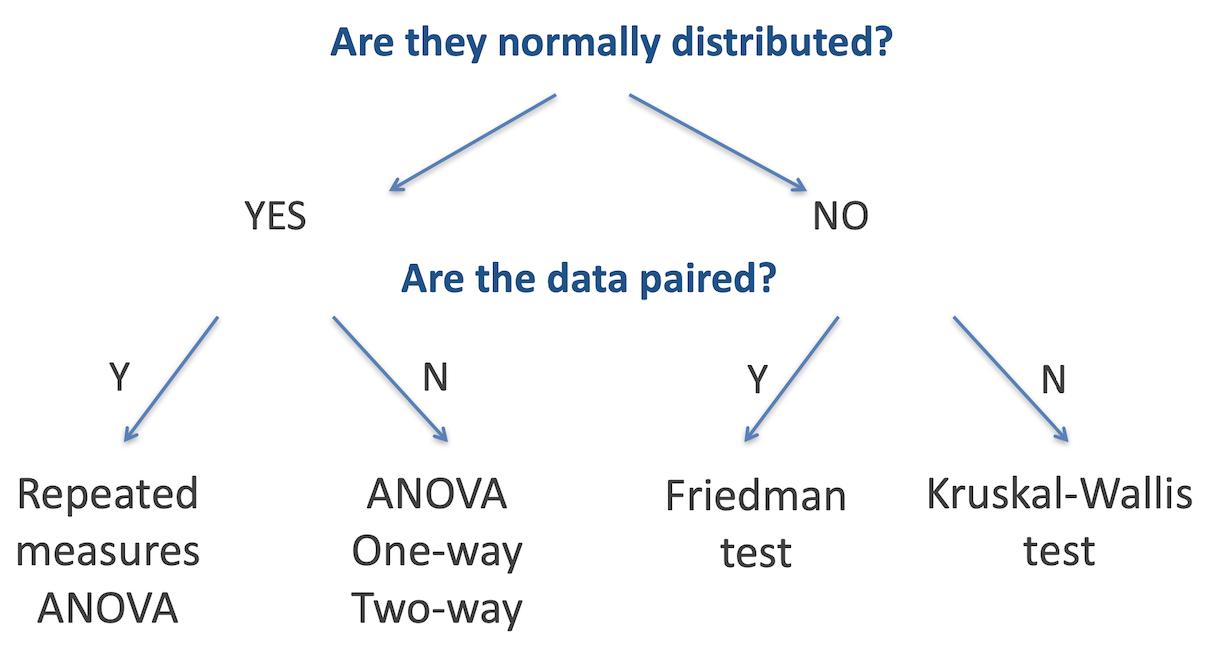 Are they normally distributed?
YES
NO
Are the data paired?
Y
N
Y
N
Repeated
measures
ANOVA
ANOVA
One-way
Two-way
Friedman
test
Kruskal-Wallis
test